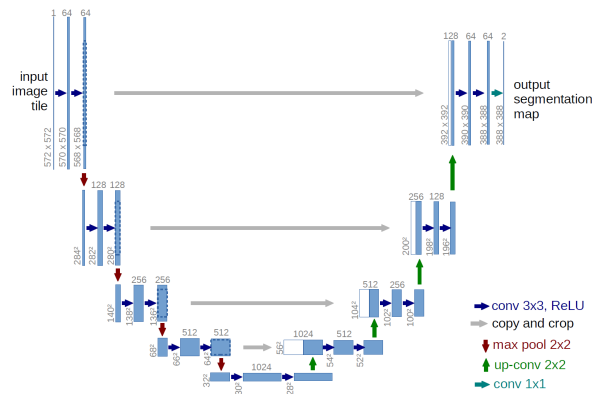 1 64 64
input
image
tile
572 x 572
570 x 570
568 x 568
128 64 64 2
output
segmentation
map
392 x 392
390 x 390
388 x 388
388 x 388
128 128
284²
282²
280²
256 128
200²
198²
196²
256 256
140²
138²
136²
512 256
104²
102²
100²
512 512
68²
66²
64²
1024 512
56²
54²
52²
1024
32²
30²
28²
conv 3x3, ReLU
copy and crop
max pool 2x2
up-conv 2x2
conv 1x1